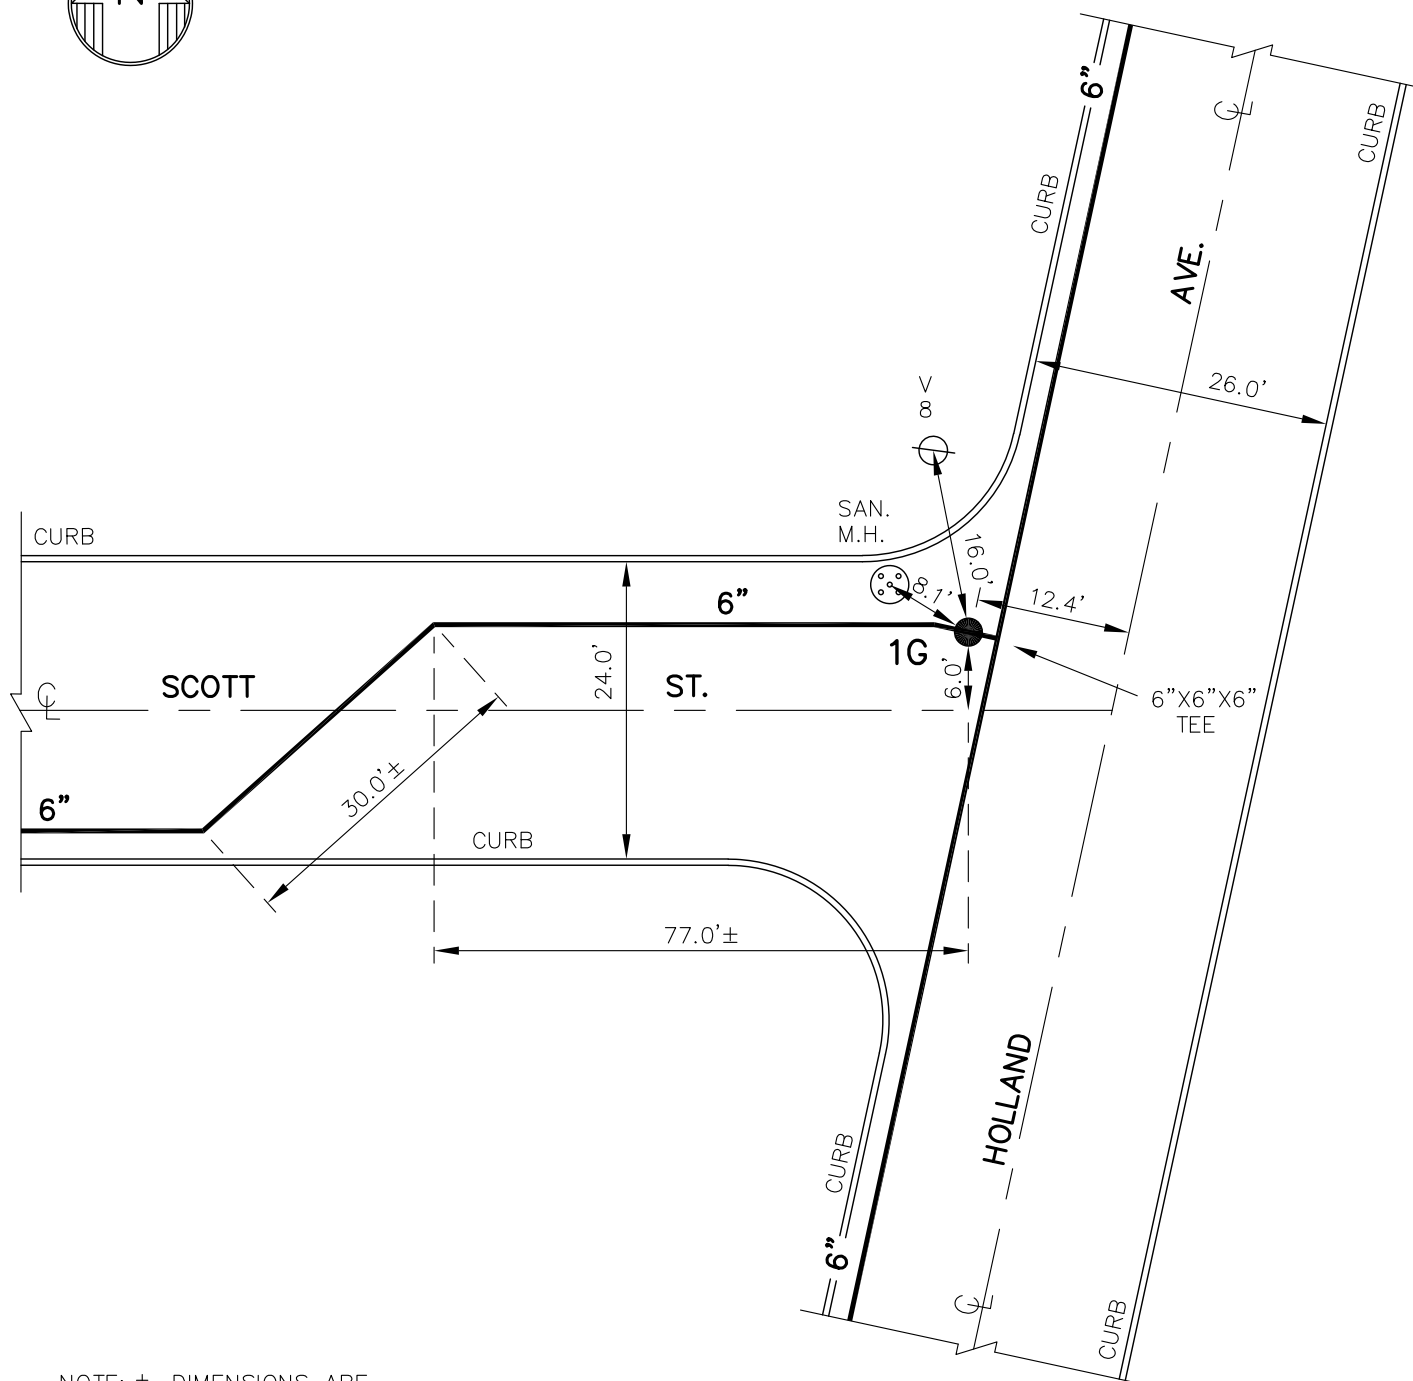 N
6”
C
L
CURB
CURB
AVE.
26.0'
V
8
SAN.
M.H.
CURB
16.0'
8.1'
12.4'
6”
1G
24.0'
6.0'
SCOTT
ST.
C
L
6”X6”X6”
TEE
30.0'±
6”
CURB
77.0'±
HOLLAND
CURB
6”
C
L
CURB
NOTE: ± DIMENSIONS ARE